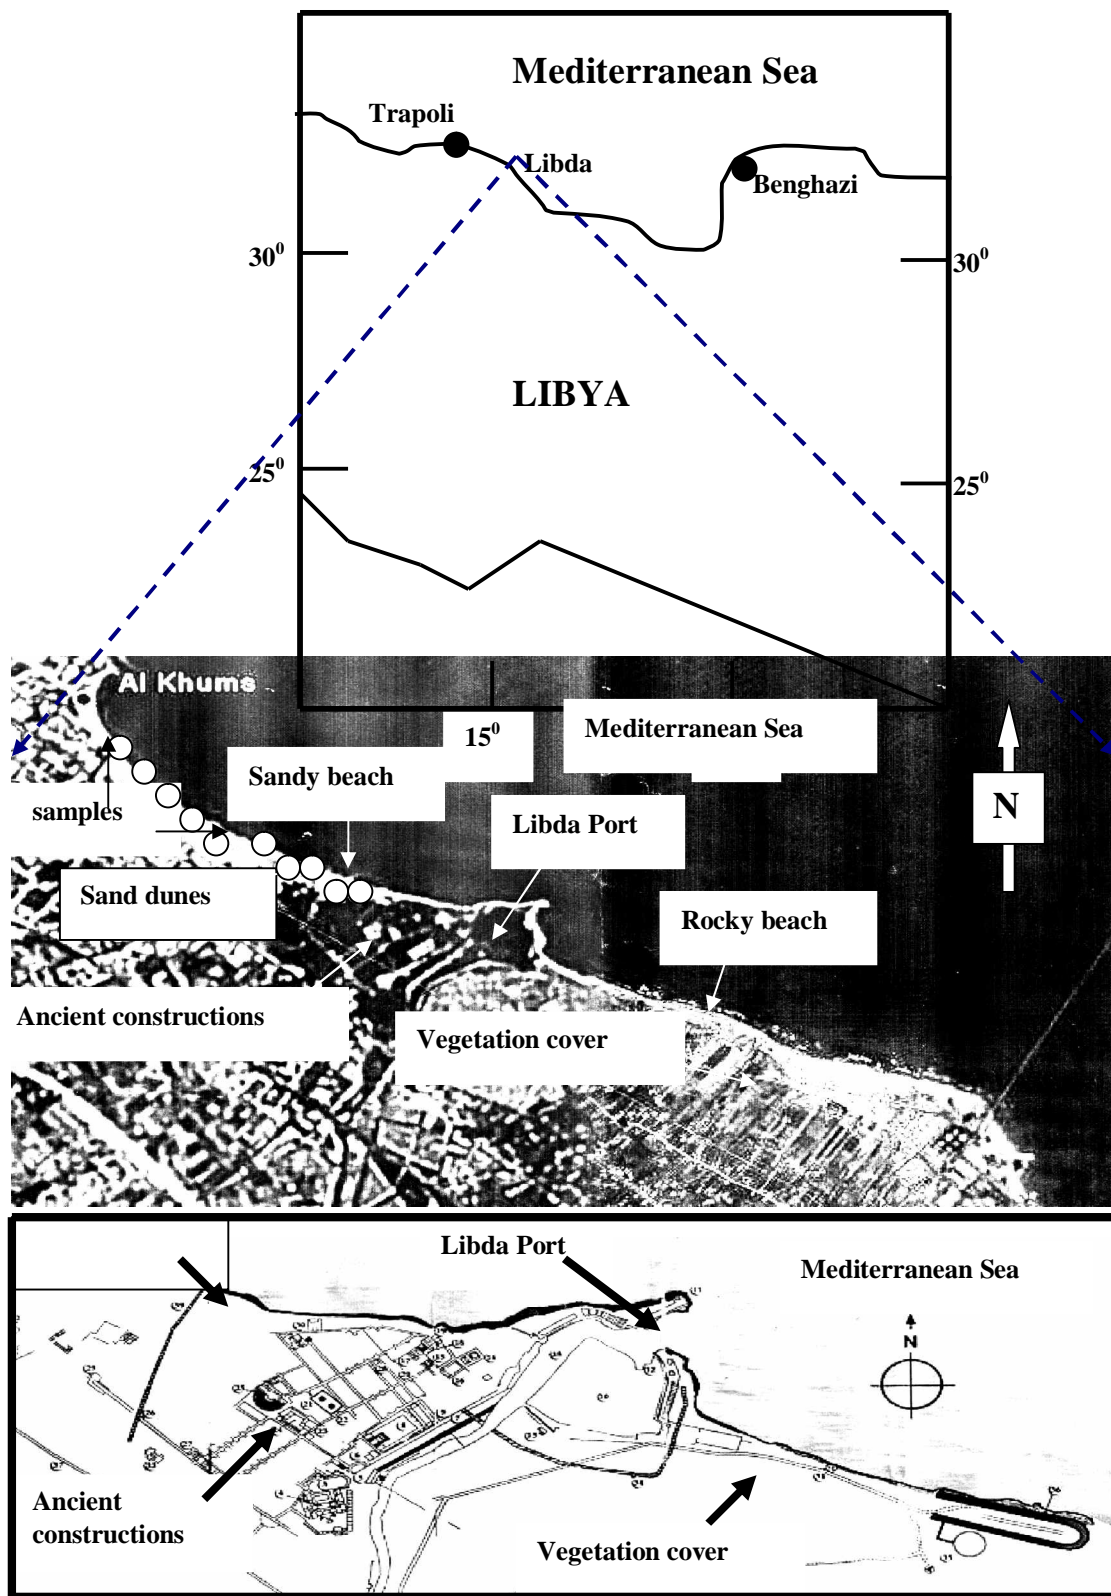 Mediterranean Sea
Trapoli
Libda
Benghazi
30⁰
30⁰
LIBYA
25⁰
25⁰
Al Khums
15⁰
Mediterranean Sea
Sandy beach
samples
Libda Port
N
Sand dunes
Rocky beach
Ancient constructions
Vegetation cover
Libda Port
Mediterranean Sea
N
Ancient
constructions
Vegetation cover